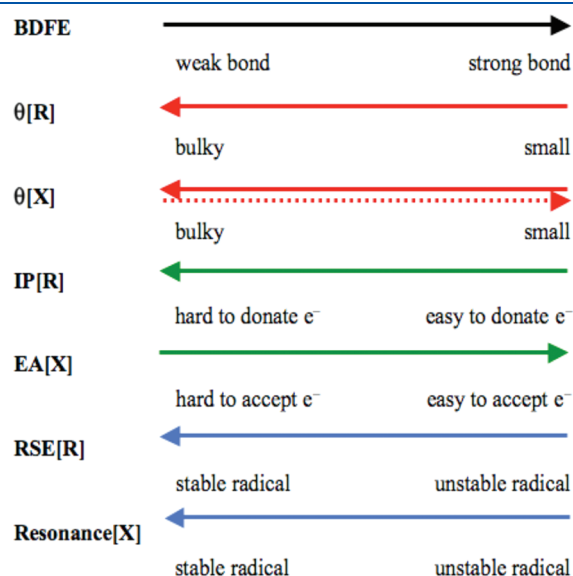 BDFE
weak bond strong bond
θ[R]
bulky small
θ[X]
bulky small
IP[R]
hard to donate e⁻ easy to donate e⁻
EA[X]
hard to accept e⁻ easy to accept e⁻
RSE[R]
stable radical unstable radical
Resonance[X]
stable radical unstable radical